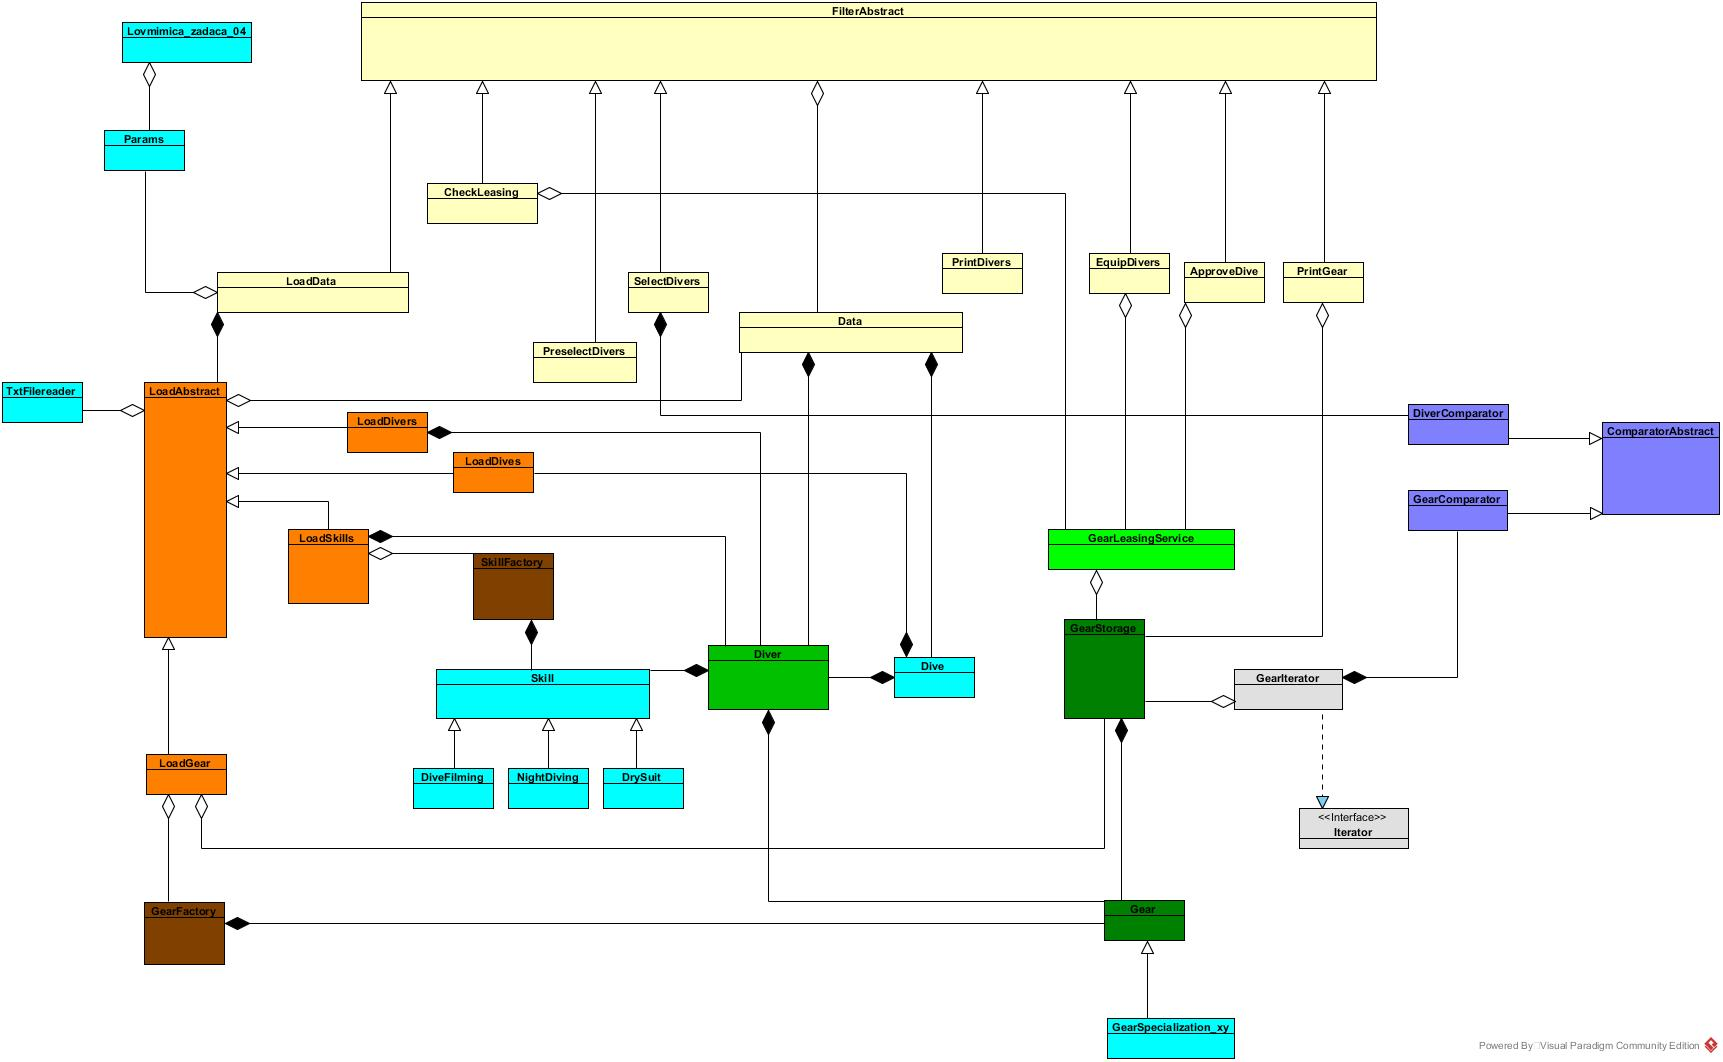 FilterAbstract
Lovmimica_zadaca_04
Params
CheckLeasing
LoadData
SelectDivers
PrintDivers
EquipDivers
ApproveDive
PrintGear
Data
PreselectDivers
TxtFilereader
LoadAbstract
LoadDivers
DiverComparator
ComparatorAbstract
LoadDives
GearComparator
LoadSkills
SkillFactory
GearLeasingService
GearStorage
Diver
Dive
Skill
GearIterator
DiveFilming
NightDiving
DrySuit
LoadGear
<<Interface>>
Iterator
GearFactory
Gear
GearSpecialization_xy
Powered By Visual Paradigm Community Edition